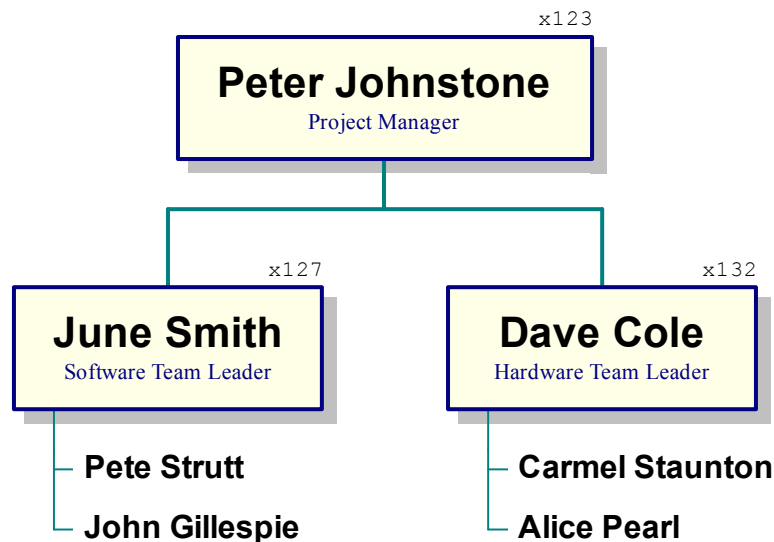 x123
Peter Johnstone
Project Manager
x127
June Smith
Software Team Leader
Pete Strutt
John Gillespie
x132
Dave Cole
Hardware Team Leader
Carmel Staunton
Alice Pearl